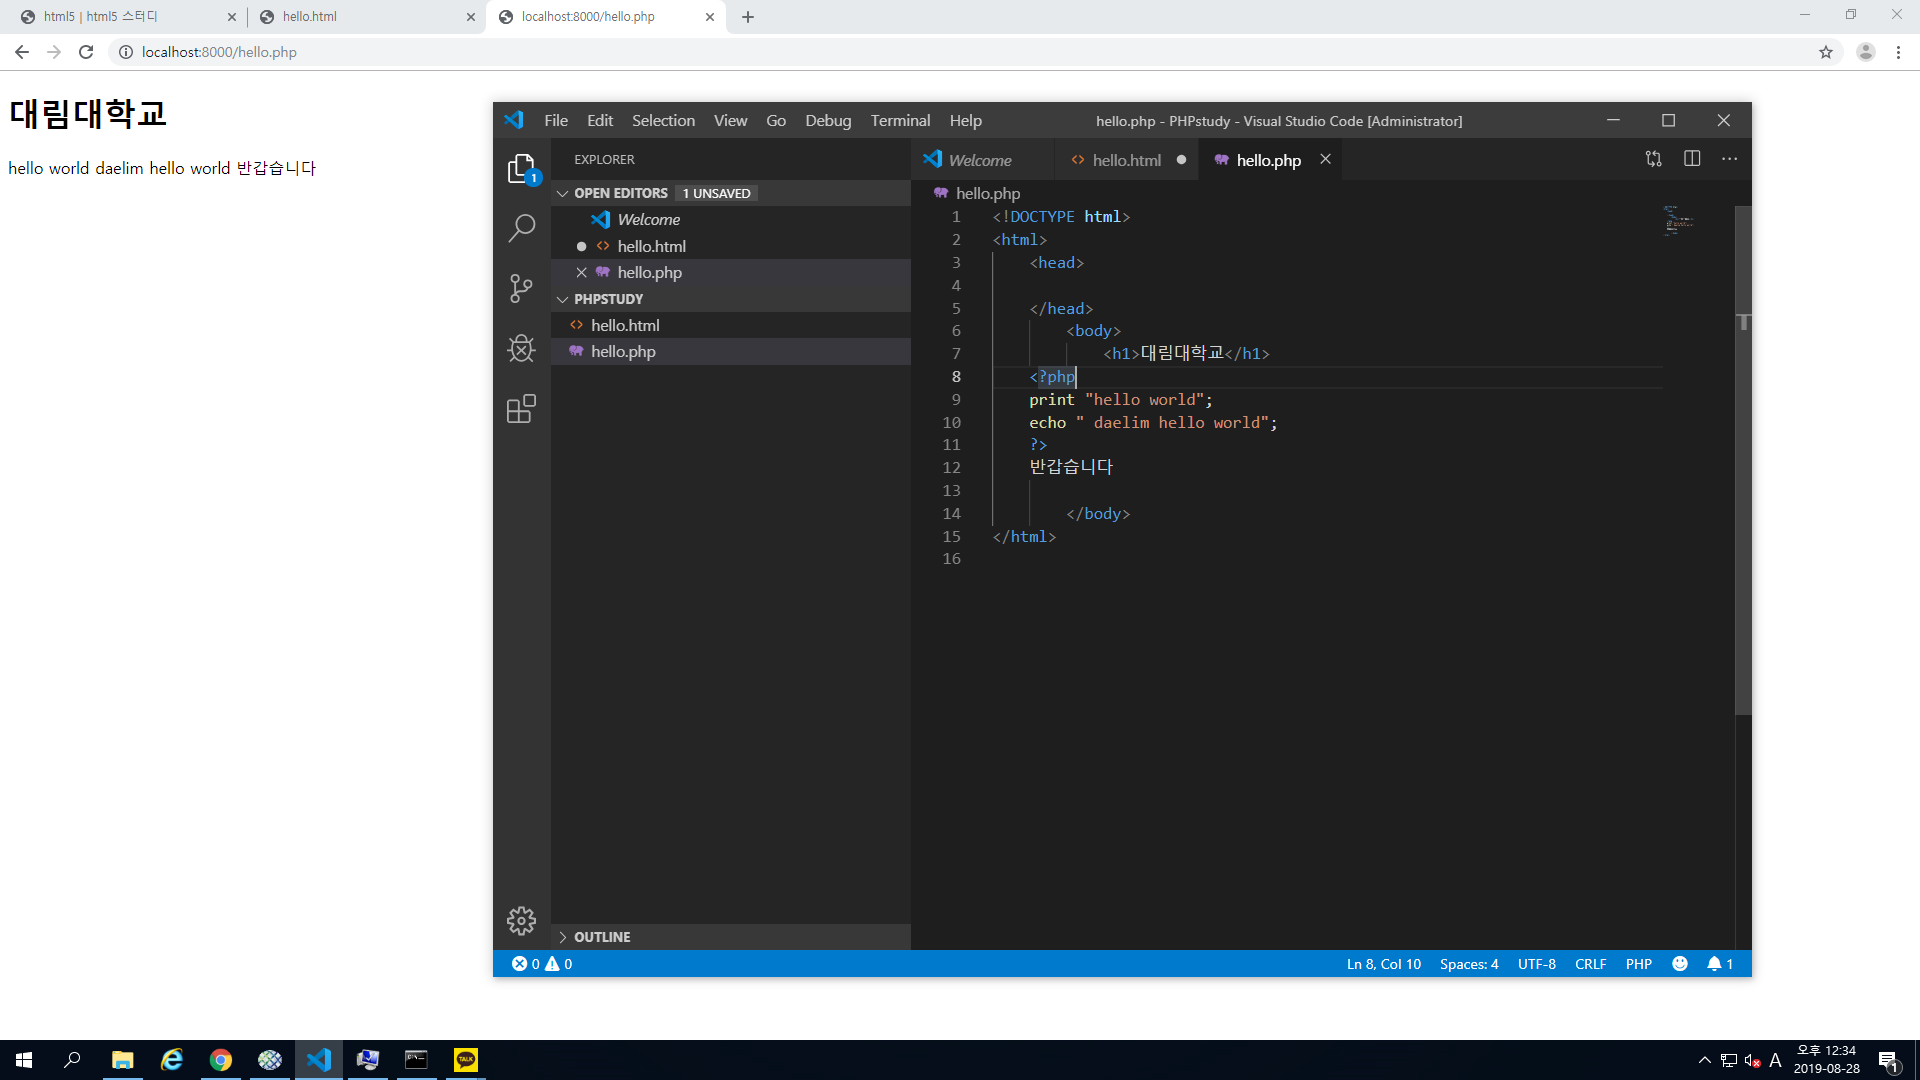 html5 | html5 스터디
hello.html
localhost:8000/hello.php
localhost:8000/hello.php
대림대학교
hello world daelim hello world 반갑습니다
File Edit Selection View Go Debug Terminal Help
hello.php - PHPstudy - Visual Studio Code [Administrator]
1
EXPLORER
OPEN EDITORS 1 UNSAVED
Welcome
hello.html
hello.php
PHPSTUDY
hello.html
hello.php
OUTLINE
Welcome
hello.html
hello.php
hello.php
1 <!DOCTYPE html>
2 <html>
3 <head>
4
5 </head>
6 <body>
7 <h1>대림대학교</h1>
8 <?php
9 print "hello world";
10 echo " daelim hello world";
11 ?>
12 반갑습니다
13
14 </body>
15 </html>
16
0 0
Ln 8, Col 10 Spaces: 4 UTF-8 CRLF PHP 1
TALK
A
오후 12:34
2019-08-28
1